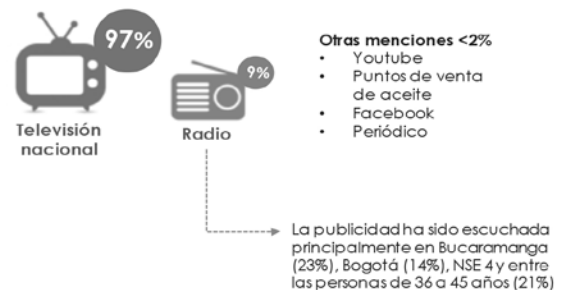 97%
Televisión
nacional
9%
Radio
Otras menciones <2%
• Youtube
• Puntos de venta
de aceite
• Facebook
• Periódico
La publicidad ha sido escuchada
principalmente en Bucaramanga
(23%), Bogotá (14%), NSE 4 y entre
las personas de 36 a 45 años (21%)